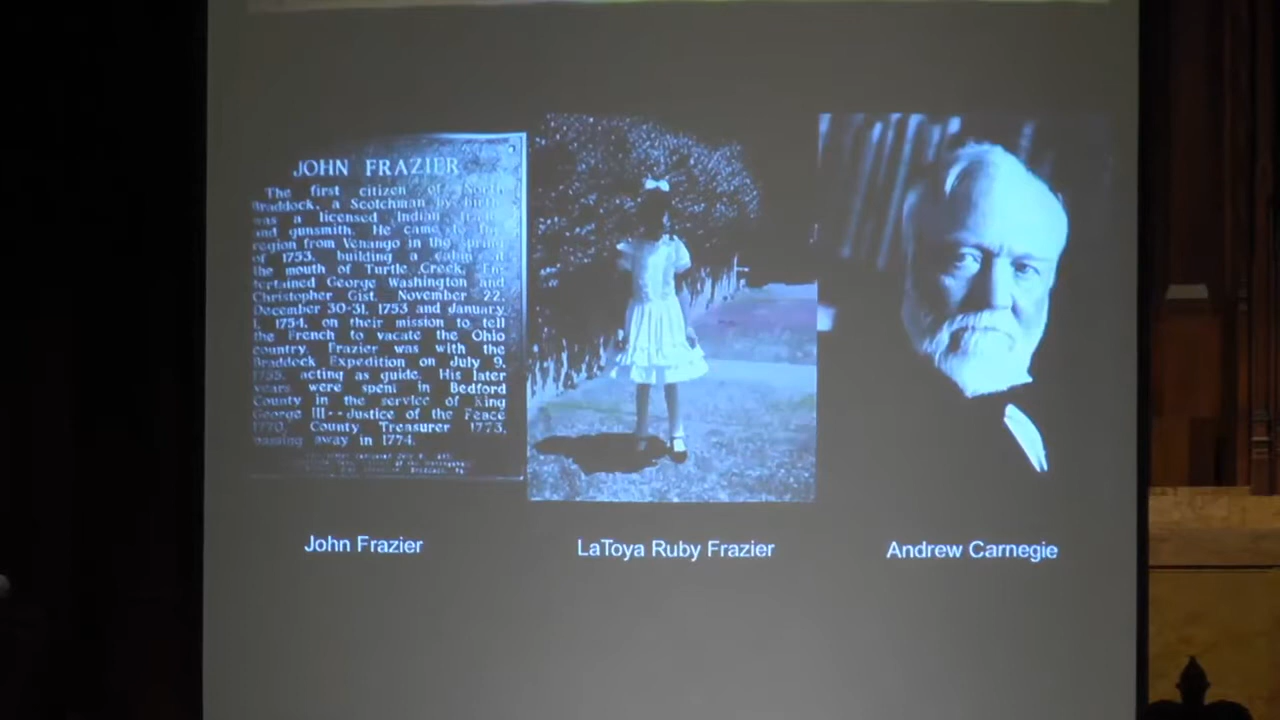 JOHN FRAZIER
The first citizen of North
Braddock, a Scotchman by birth
was a licensed Indian
and gunsmith. He came to the
region from Venango in the spring
of 1753, building a cabin at
the mouth of Turtle Creek. En-
tertained George Washington and
Christopher Gist, November 22,
December 30-31, 1753 and January
1, 1754, on their mission to tell
the French to vacate the Ohio
country. Frazier was with the
Braddock Expedition on July 9,
1755, acting as guide. His later
years were spent in Bedford
County in the service of King
George III--Justice of the Peace
1770, County Treasurer 1773,
passing away in 1774.
John Frazier
LaToya Ruby Frazier
Andrew Carnegie